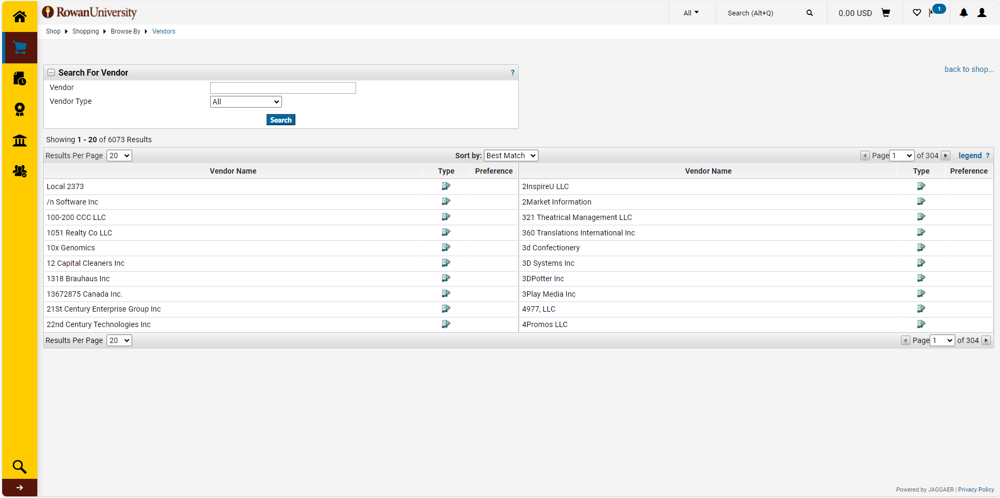 RowanUniversity
All
Search (Alt+Q)
0.00 USD
1
Shop Shopping Browse By Vendors
back to shop...
Search For Vendor ?
Vendor
Vendor Type All
Search
Showing 1 - 20 of 6073 Results
Results Per Page 20 Sort by: Best Match Page 1 of 304 legend ?
Vendor Name Type Preference Vendor Name Type Preference
Local 2373 2InspireU LLC
/n Software Inc 2Market Information
100-200 CCC LLC 321 Theatrical Management LLC
1051 Realty Co LLC 360 Translations International Inc
10x Genomics 3d Confectionery
12 Capital Cleaners Inc 3D Systems Inc
1318 Brauhaus Inc 3DPotter Inc
13672875 Canada Inc. 3Play Media Inc
21St Century Enterprise Group Inc 4977, LLC
22nd Century Technologies Inc 4Promos LLC
Results Per Page 20 Page 1 of 304
Powered by JAGGAER | Privacy Policy